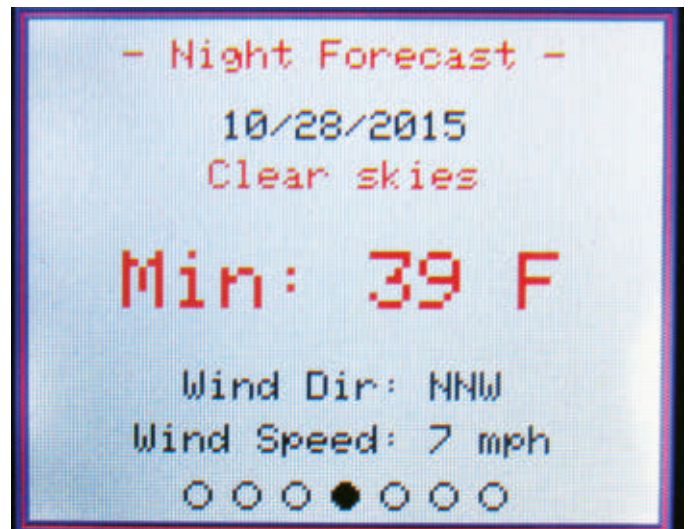 - Night Forecast -
10/28/2015
Clear skies
Min: 39 F
Wind Dir: NNW
Wind Speed: 7 mph